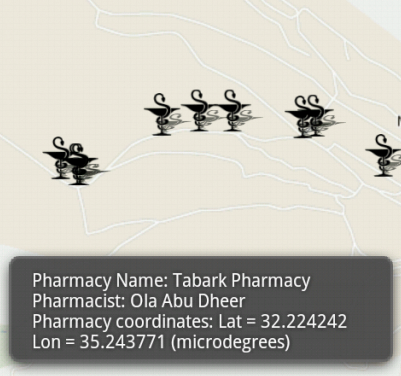 Pharmacy Name: Tabark Pharmacy
Pharmacist: Ola Abu Dheer
Pharmacy coordinates: Lat = 32.224242
Lon = 35.243771 (microdegrees)